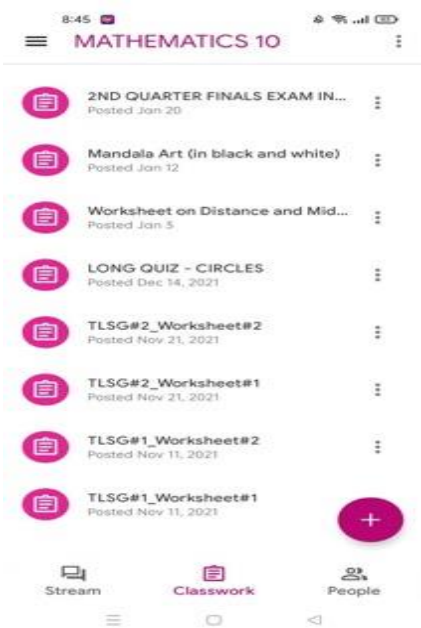 8:45
MATHEMATICS 10
2ND QUARTER FINALS EXAM IN...
Posted Jan 20
Mandala Art (in black and white)
Posted Jan 12
Worksheet on Distance and Mid...
Posted Jan 5
LONG QUIZ - CIRCLES
Posted Dec 14, 2021
TLSG#2_Worksheet#2
Posted Nov 21, 2021
TLSG#2_Worksheet#1
Posted Nov 21, 2021
TLSG#1_Worksheet#2
Posted Nov 11, 2021
TLSG#1_Worksheet#1
Posted Nov 11, 2021
Stream Classwork People